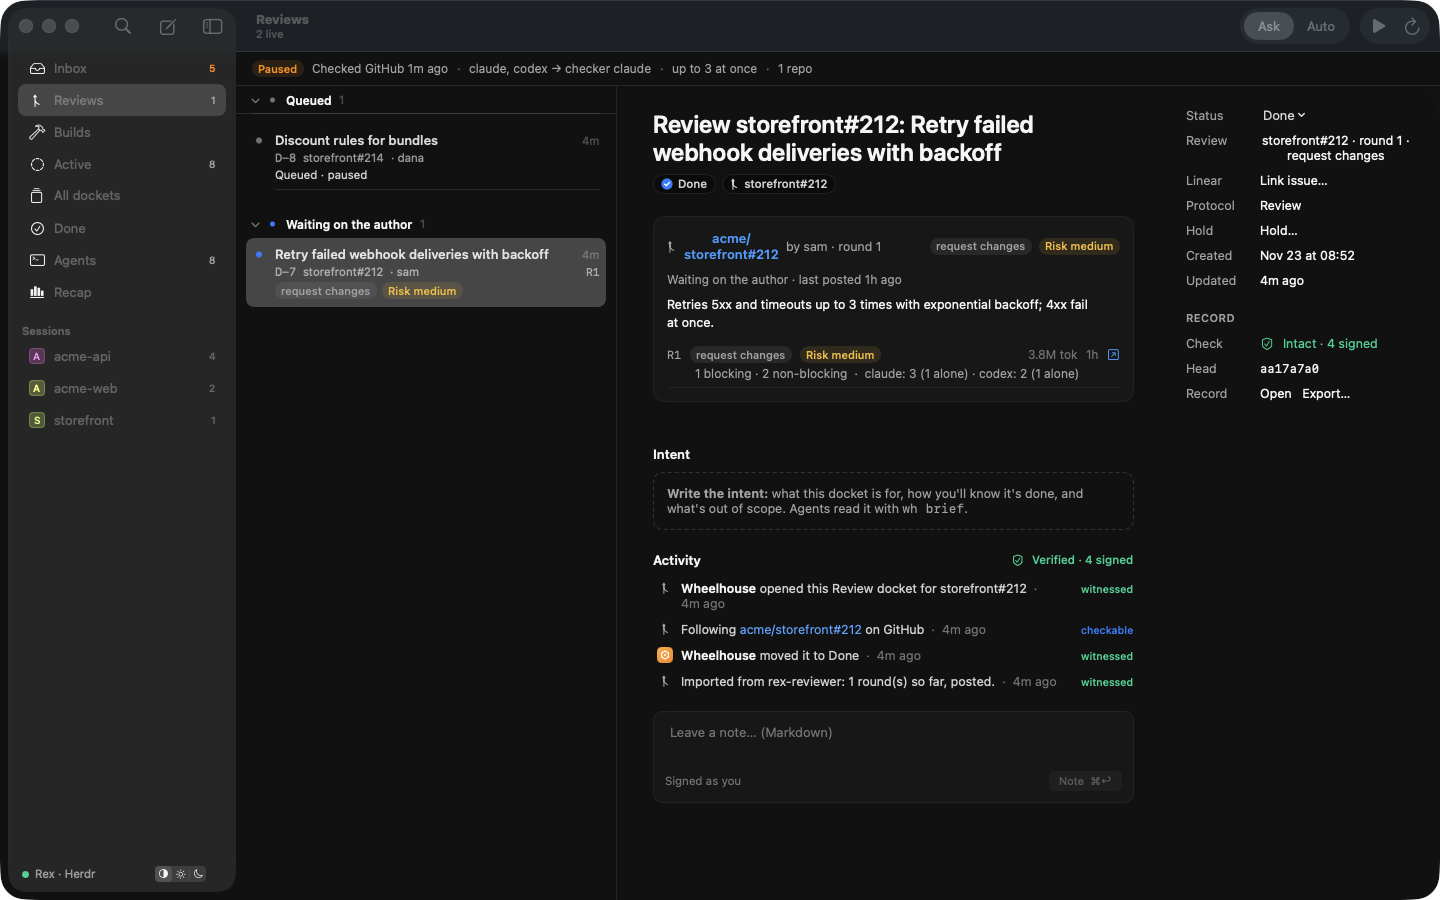 Reviews
2 live
Ask
Auto
Inbox 5
Reviews 1
Builds
Active 8
All dockets
Done
Agents 8
Recap
Sessions
A acme-api 4
A acme-web 2
S storefront 1
Rex · Herdr
Paused Checked GitHub 1m ago · claude, codex → checker claude · up to 3 at once · 1 repo
Queued 1
Discount rules for bundles 4m
D–8 storefront#214 · dana
Queued · paused
Waiting on the author 1
Retry failed webhook deliveries with backoff 4m
D–7 storefront#212 · sam R1
request changes Risk medium
Review storefront#212: Retry failed
webhook deliveries with backoff
Done storefront#212
acme/
storefront#212 by sam · round 1 request changes Risk medium
Waiting on the author · last posted 1h ago
Retries 5xx and timeouts up to 3 times with exponential backoff; 4xx fail
at once.
R1 request changes Risk medium 3.8M tok 1h
1 blocking · 2 non-blocking · claude: 3 (1 alone) · codex: 2 (1 alone)
Intent
Write the intent: what this docket is for, how you'll know it's done, and
what's out of scope. Agents read it with wh brief.
Activity Verified · 4 signed
Wheelhouse opened this Review docket for storefront#212 · witnessed
4m ago
Following acme/storefront#212 on GitHub · 4m ago checkable
Wheelhouse moved it to Done · 4m ago witnessed
Imported from rex-reviewer: 1 round(s) so far, posted. · 4m ago witnessed
Leave a note... (Markdown)
Signed as you Note ⌘↩
Status Done
Review storefront#212 · round 1 ·
request changes
Linear Link issue...
Protocol Review
Hold Hold...
Created Nov 23 at 08:52
Updated 4m ago
RECORD
Check Intact · 4 signed
Head aa17a7a0
Record Open Export...